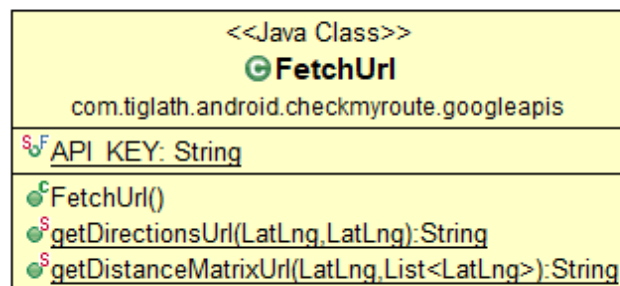 <<Java Class>>
FetchUrl
com.tiglath.android.checkmyroute.googleapis
API_KEY: String
FetchUrl()
getDirectionsUrl(LatLng,LatLng):String
getDistanceMatrixUrl(LatLng,List<LatLng>):String